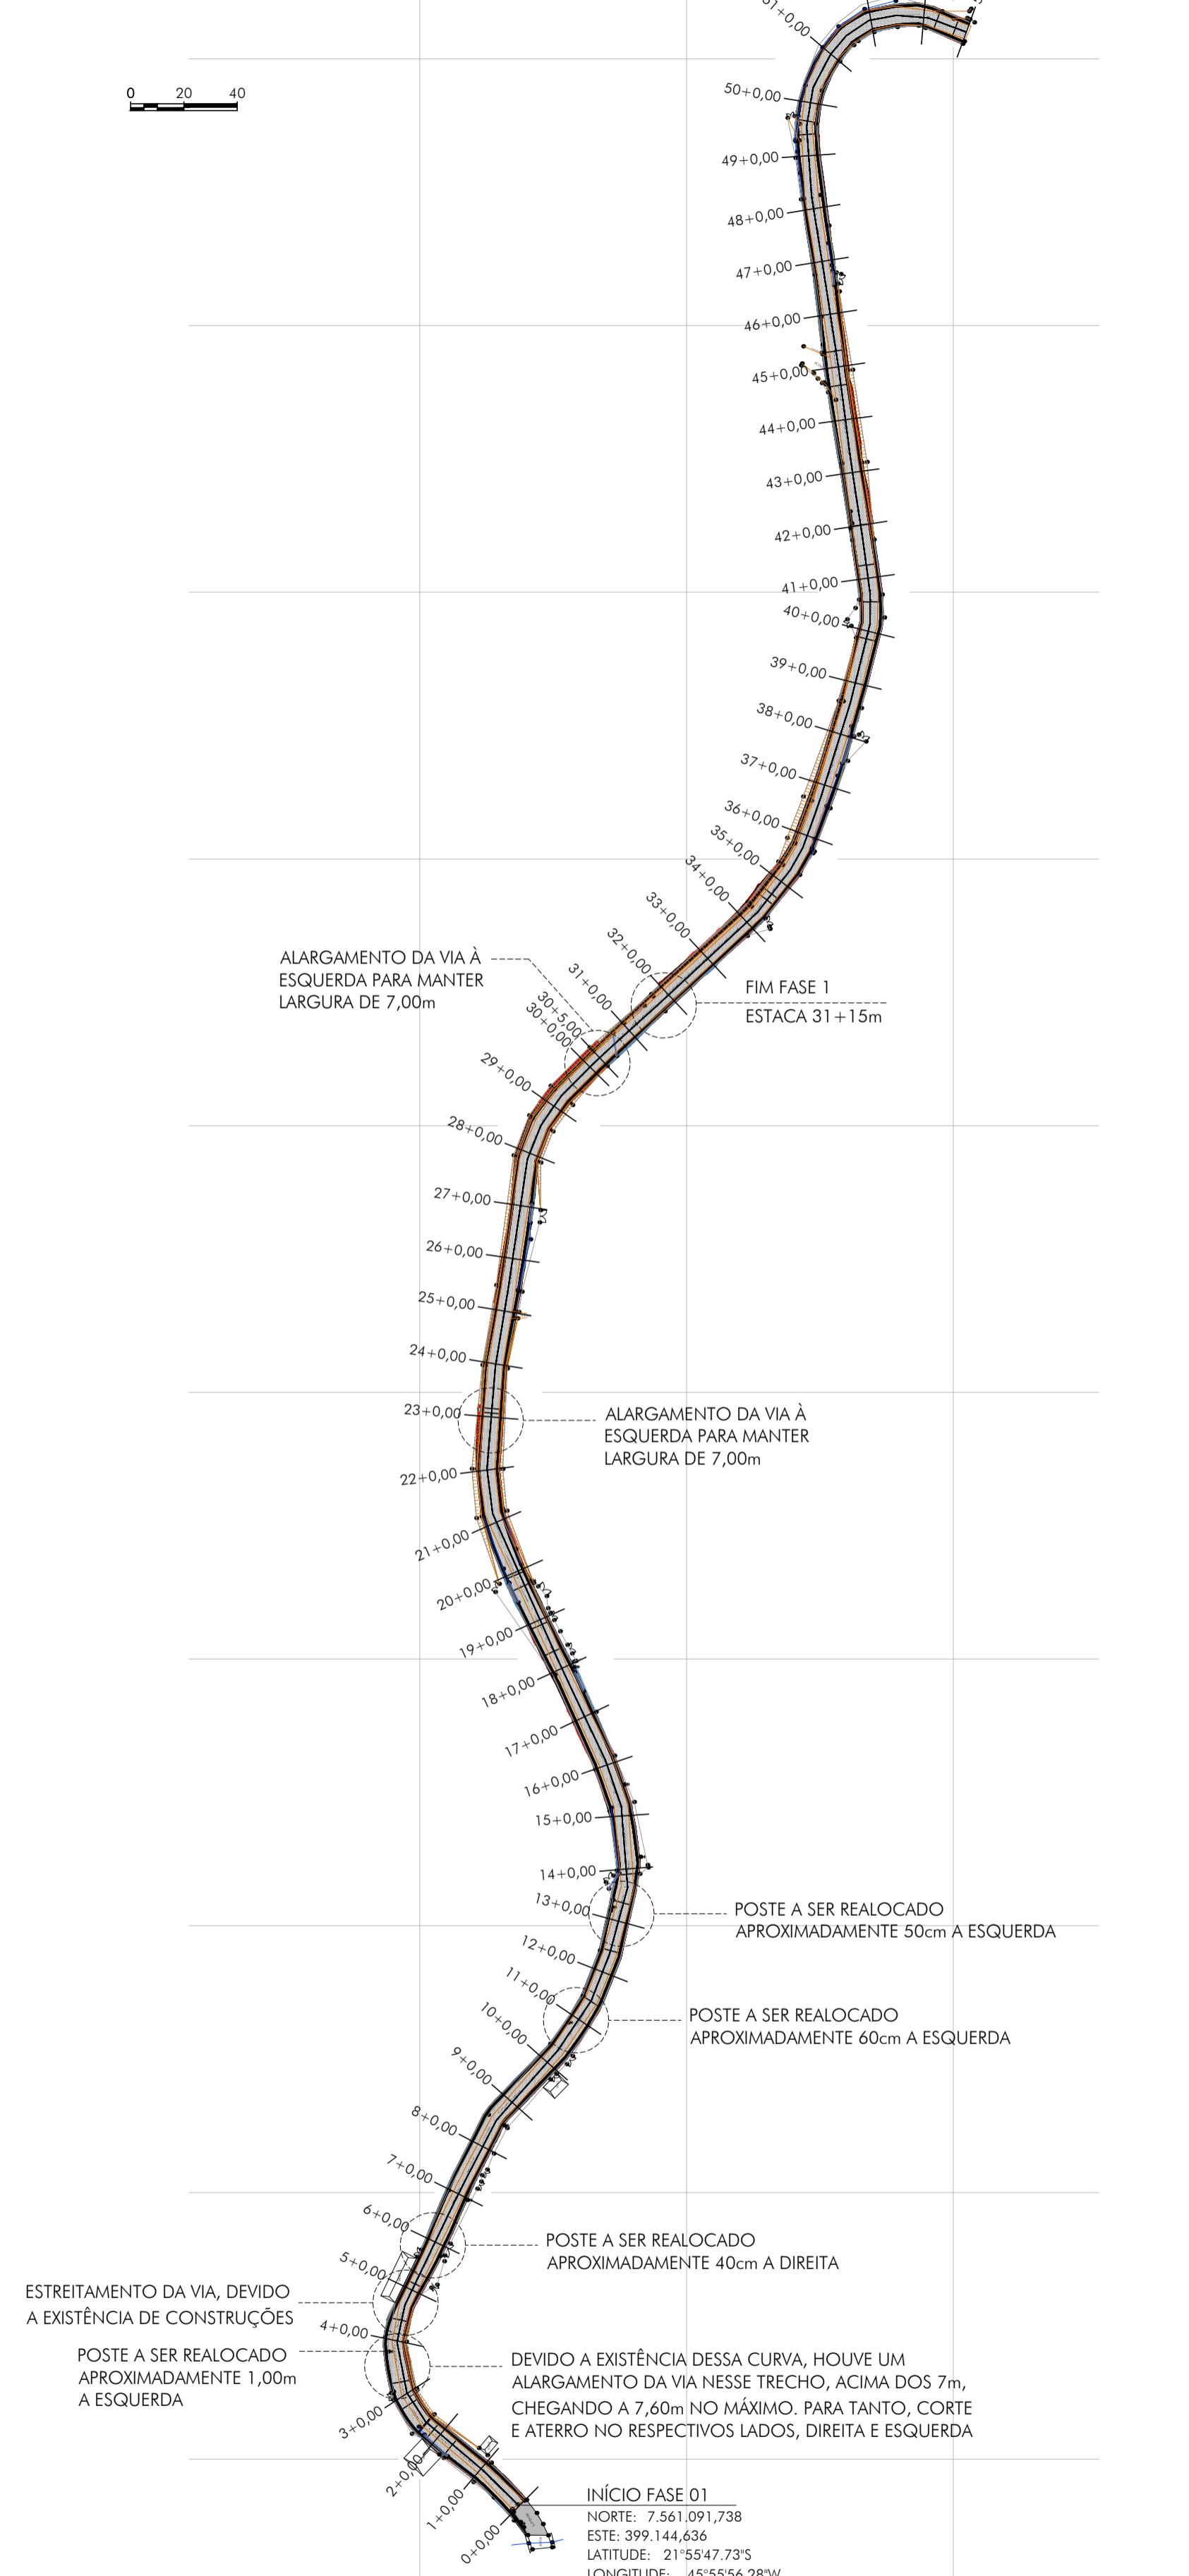 51+0,00
0 20 40
50+0,00
49+0,00
48+0,00
47+0,00
46+0,00
45+0,00
44+0,00
43+0,00
42+0,00
41+0,00
40+0,00
39+0,00
38+0,00
37+0,00
36+0,00
35+0,00
34+0,00
33+0,00
32+0,00
ALARGAMENTO DA VIA À
ESQUERDA PARA MANTER
LARGURA DE 7,00m
31+0,00
FIM FASE 1
ESTACA 31+15m
30+5,00
30+0,00
29+0,00
28+0,00
27+0,00
26+0,00
25+0,00
24+0,00
23+0,00
ALARGAMENTO DA VIA À
ESQUERDA PARA MANTER
LARGURA DE 7,00m
22+0,00
21+0,00
20+0,00
19+0,00
18+0,00
17+0,00
16+0,00
15+0,00
14+0,00
13+0,00
POSTE A SER REALOCADO
APROXIMADAMENTE 50cm A ESQUERDA
12+0,00
11+0,00
POSTE A SER REALOCADO
APROXIMADAMENTE 60cm A ESQUERDA
10+0,00
9+0,00
8+0,00
7+0,00
6+0,00
POSTE A SER REALOCADO
APROXIMADAMENTE 40cm A DIREITA
5+0,00
ESTREITAMENTO DA VIA, DEVIDO
A EXISTÊNCIA DE CONSTRUÇÕES
4+0,00
POSTE A SER REALOCADO
APROXIMADAMENTE 1,00m
A ESQUERDA
DEVIDO A EXISTÊNCIA DESSA CURVA, HOUVE UM
ALARGAMENTO DA VIA NESSE TRECHO, ACIMA DOS 7m,
CHEGANDO A 7,60m NO MÁXIMO. PARA TANTO, CORTE
E ATERRO NO RESPECTIVOS LADOS, DIREITA E ESQUERDA
3+0,00
2+0,00
1+0,00
0+0,00
INÍCIO FASE 01
NORTE: 7.561.091,738
ESTE: 399.144,636
LATITUDE: 21°55'47.73"S
LONGITUDE: 45°55'56.28"W